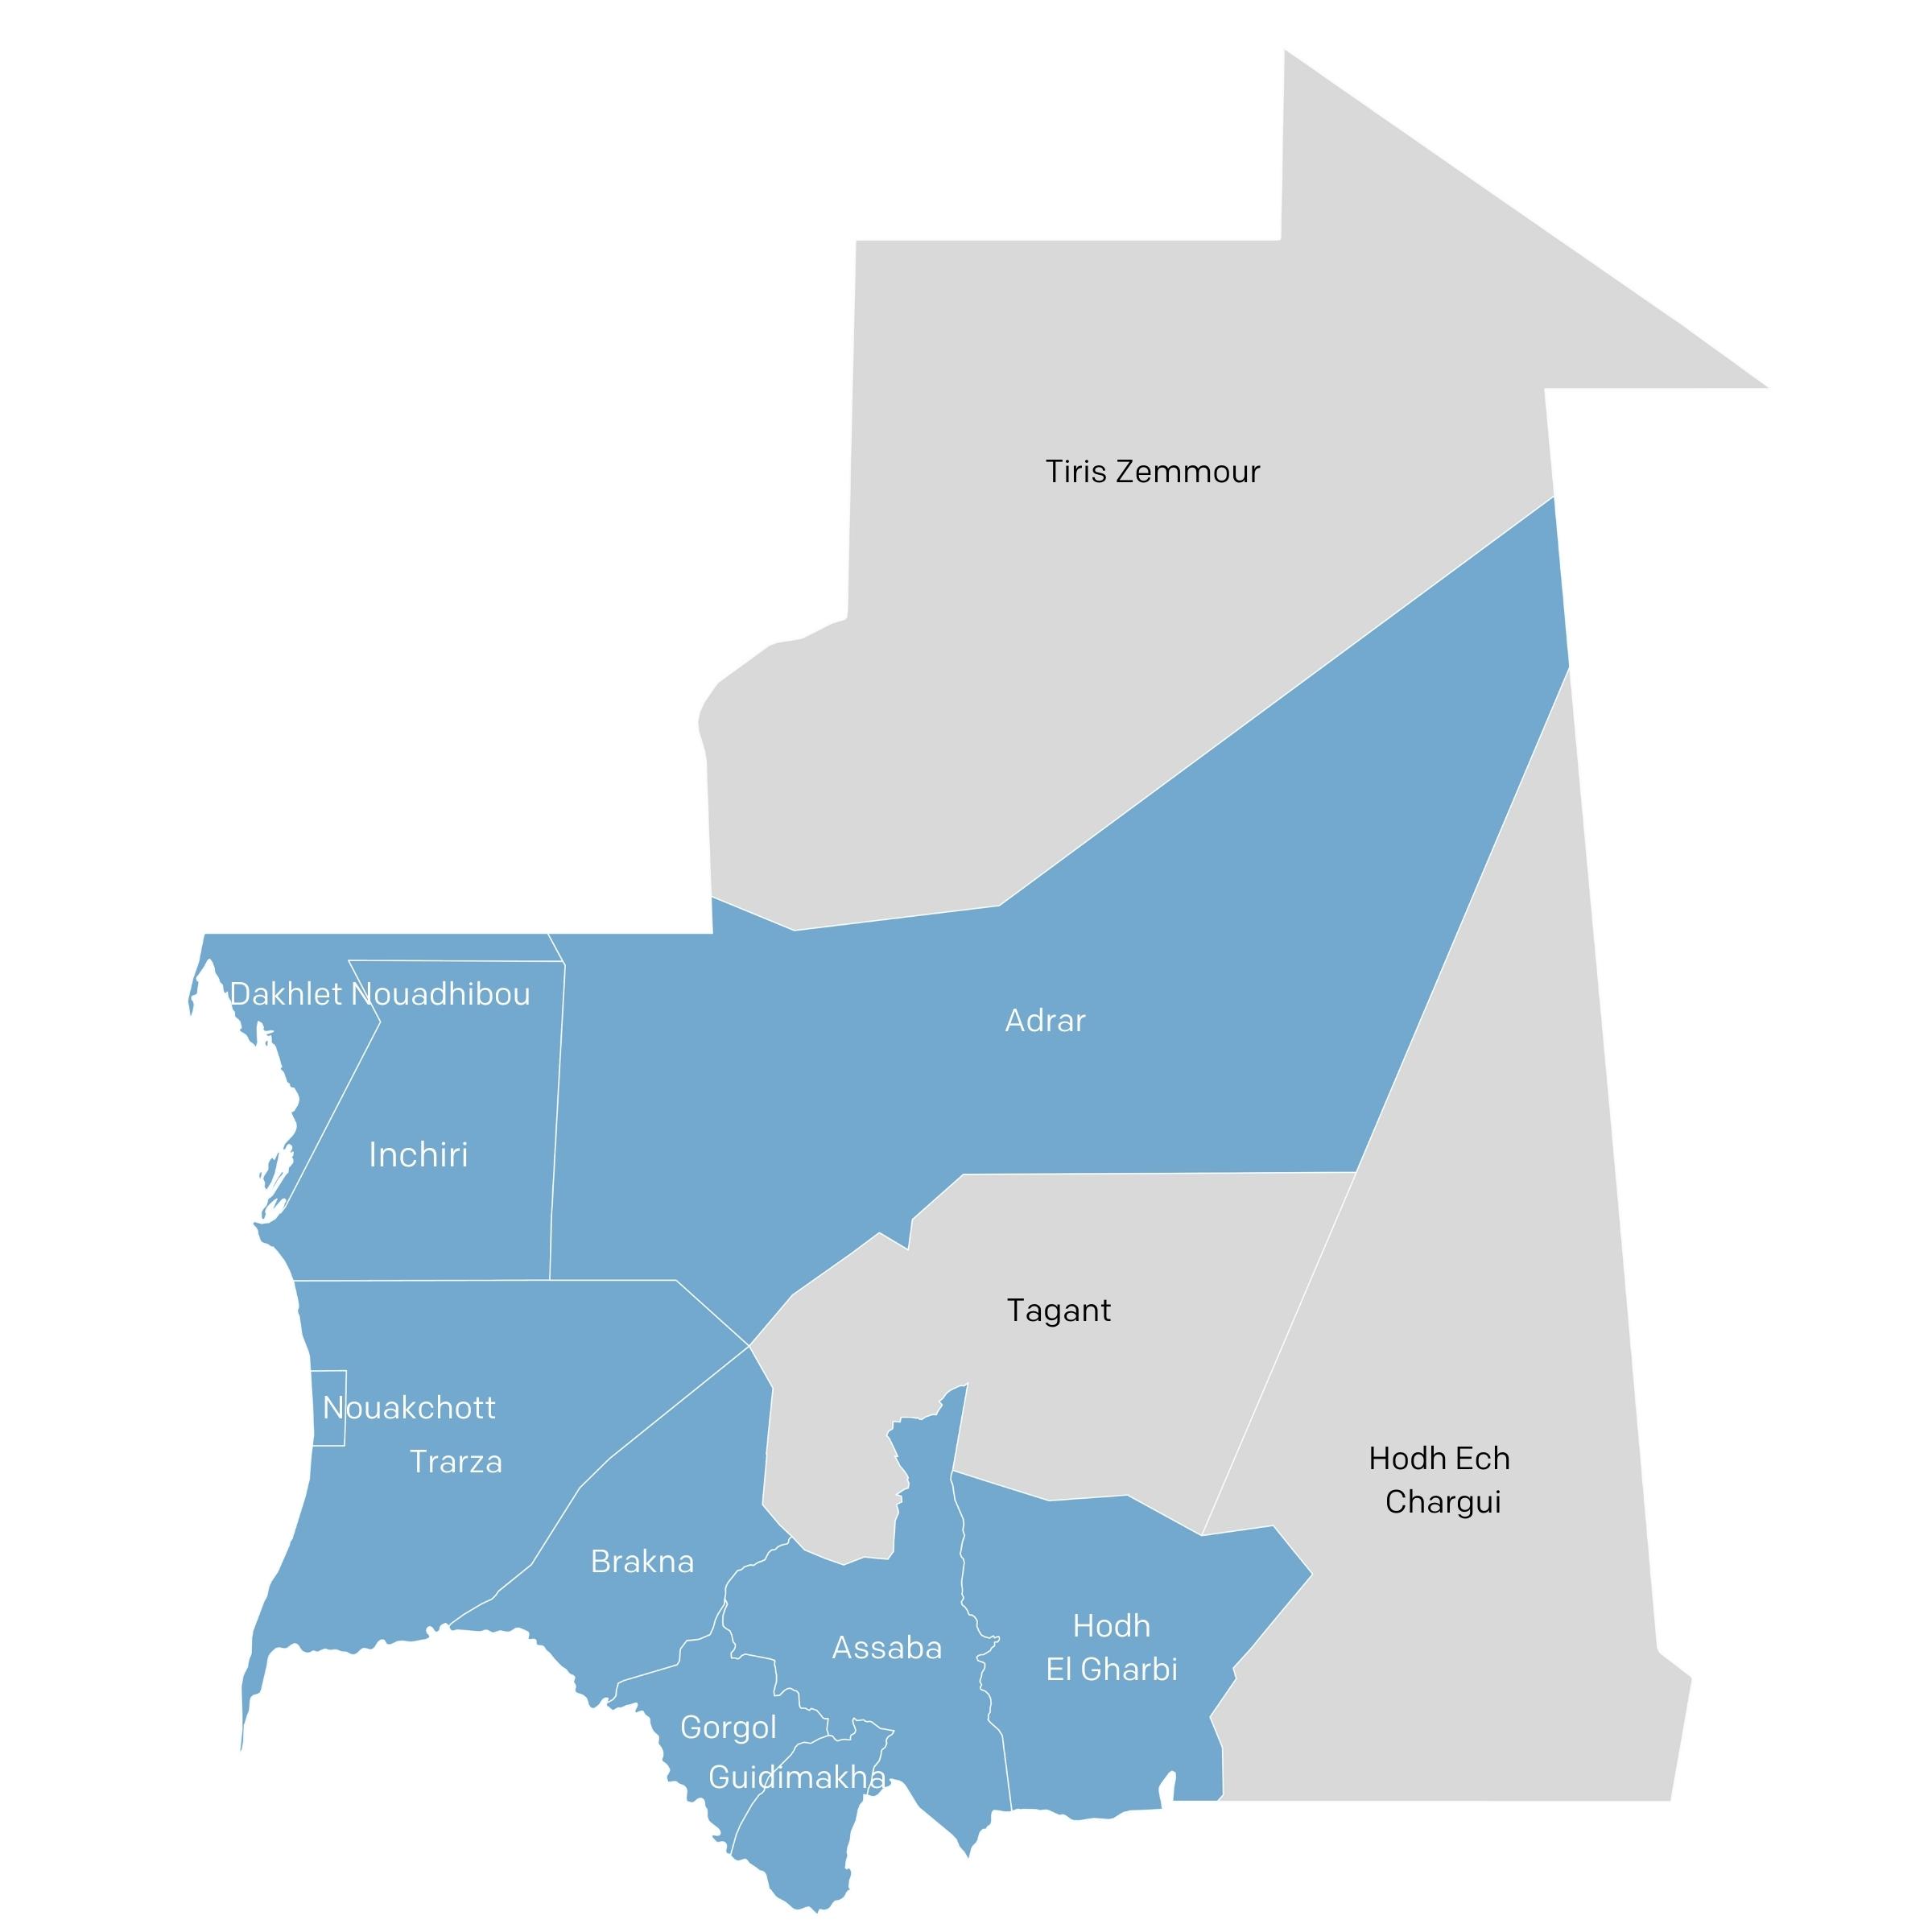 Tiris Zemmour
Dakhlet Nouadhibou
Adrar
Inchiri
Tagant
Nouakchott
Trarza
Hodh Ech
Chargui
Brakna
Hodh
El Gharbi
Assaba
Gorgol
Guidimakha